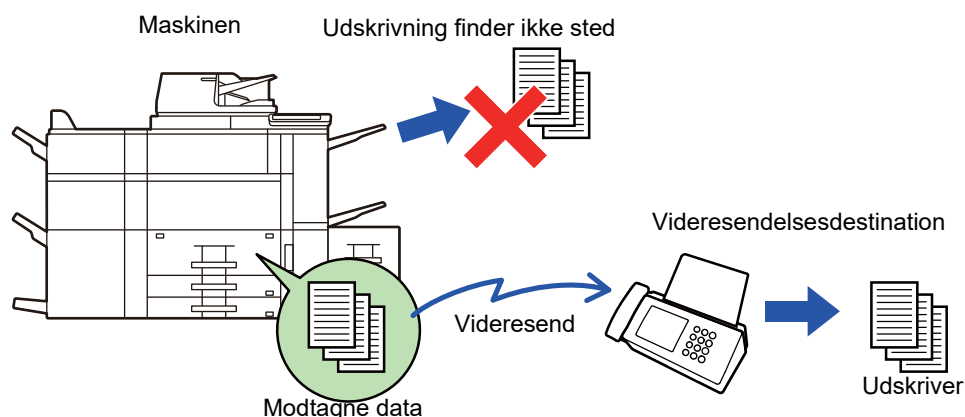 Maskinen
Udskrivning finder ikke sted
Videresendelsesdestination
Videresend
Udskriver
Modtagne data